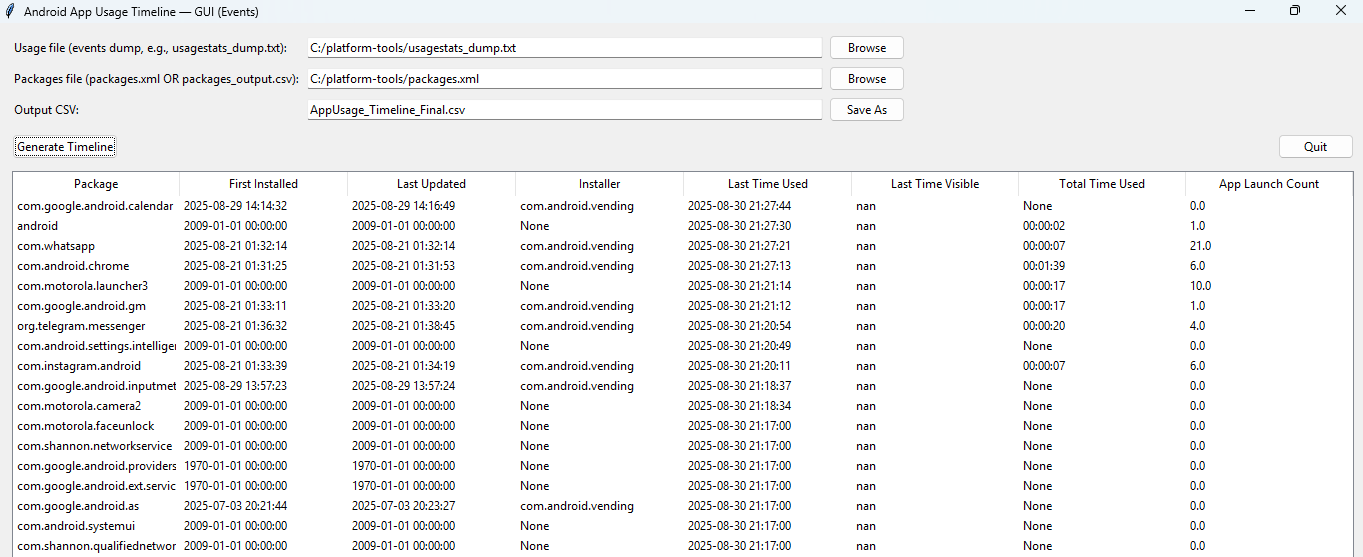 Android App Usage Timeline — GUI (Events)
Usage file (events dump, e.g., usagestats_dump.txt): C:/platform-tools/usagestats_dump.txt Browse
Packages file (packages.xml OR packages_output.csv): C:/platform-tools/packages.xml Browse
Output CSV: AppUsage_Timeline_Final.csv Save As
Generate Timeline Quit
Package First Installed Last Updated Installer Last Time Used Last Time Visible Total Time Used App Launch Count
com.google.android.calendar 2025-08-29 14:14:32 2025-08-29 14:16:49 com.android.vending 2025-08-30 21:27:44 nan None 0.0
android 2009-01-01 00:00:00 2009-01-01 00:00:00 None 2025-08-30 21:27:30 nan 00:00:02 1.0
com.whatsapp 2025-08-21 01:32:14 2025-08-21 01:32:14 com.android.vending 2025-08-30 21:27:21 nan 00:00:07 21.0
com.android.chrome 2025-08-21 01:31:25 2025-08-21 01:31:53 com.android.vending 2025-08-30 21:27:13 nan 00:01:39 6.0
com.motorola.launcher3 2009-01-01 00:00:00 2009-01-01 00:00:00 None 2025-08-30 21:21:14 nan 00:00:17 10.0
com.google.android.gm 2025-08-21 01:33:11 2025-08-21 01:33:20 com.android.vending 2025-08-30 21:21:12 nan 00:00:17 1.0
org.telegram.messenger 2025-08-21 01:36:32 2025-08-21 01:38:45 com.android.vending 2025-08-30 21:20:54 nan 00:00:20 4.0
com.android.settings.intelliger 2009-01-01 00:00:00 2009-01-01 00:00:00 None 2025-08-30 21:20:49 nan None 0.0
com.instagram.android 2025-08-21 01:33:39 2025-08-21 01:34:19 com.android.vending 2025-08-30 21:20:11 nan 00:00:07 6.0
com.google.android.inputmet 2025-08-29 13:57:23 2025-08-29 13:57:24 com.android.vending 2025-08-30 21:18:37 nan None 0.0
com.motorola.camera2 2009-01-01 00:00:00 2009-01-01 00:00:00 None 2025-08-30 21:18:34 nan None 0.0
com.motorola.faceunlock 2009-01-01 00:00:00 2009-01-01 00:00:00 None 2025-08-30 21:17:00 nan None 0.0
com.shannon.networkservice 2009-01-01 00:00:00 2009-01-01 00:00:00 None 2025-08-30 21:17:00 nan None 0.0
com.google.android.providers 1970-01-01 00:00:00 1970-01-01 00:00:00 None 2025-08-30 21:17:00 nan None 0.0
com.google.android.ext.servic 1970-01-01 00:00:00 1970-01-01 00:00:00 None 2025-08-30 21:17:00 nan None 0.0
com.google.android.as 2025-07-03 20:21:44 2025-07-03 20:23:27 com.android.vending 2025-08-30 21:17:00 nan None 0.0
com.android.systemui 2009-01-01 00:00:00 2009-01-01 00:00:00 None 2025-08-30 21:17:00 nan None 0.0
com.shannon.qualifiednetwor 2009-01-01 00:00:00 2009-01-01 00:00:00 None 2025-08-30 21:17:00 nan None 0.0